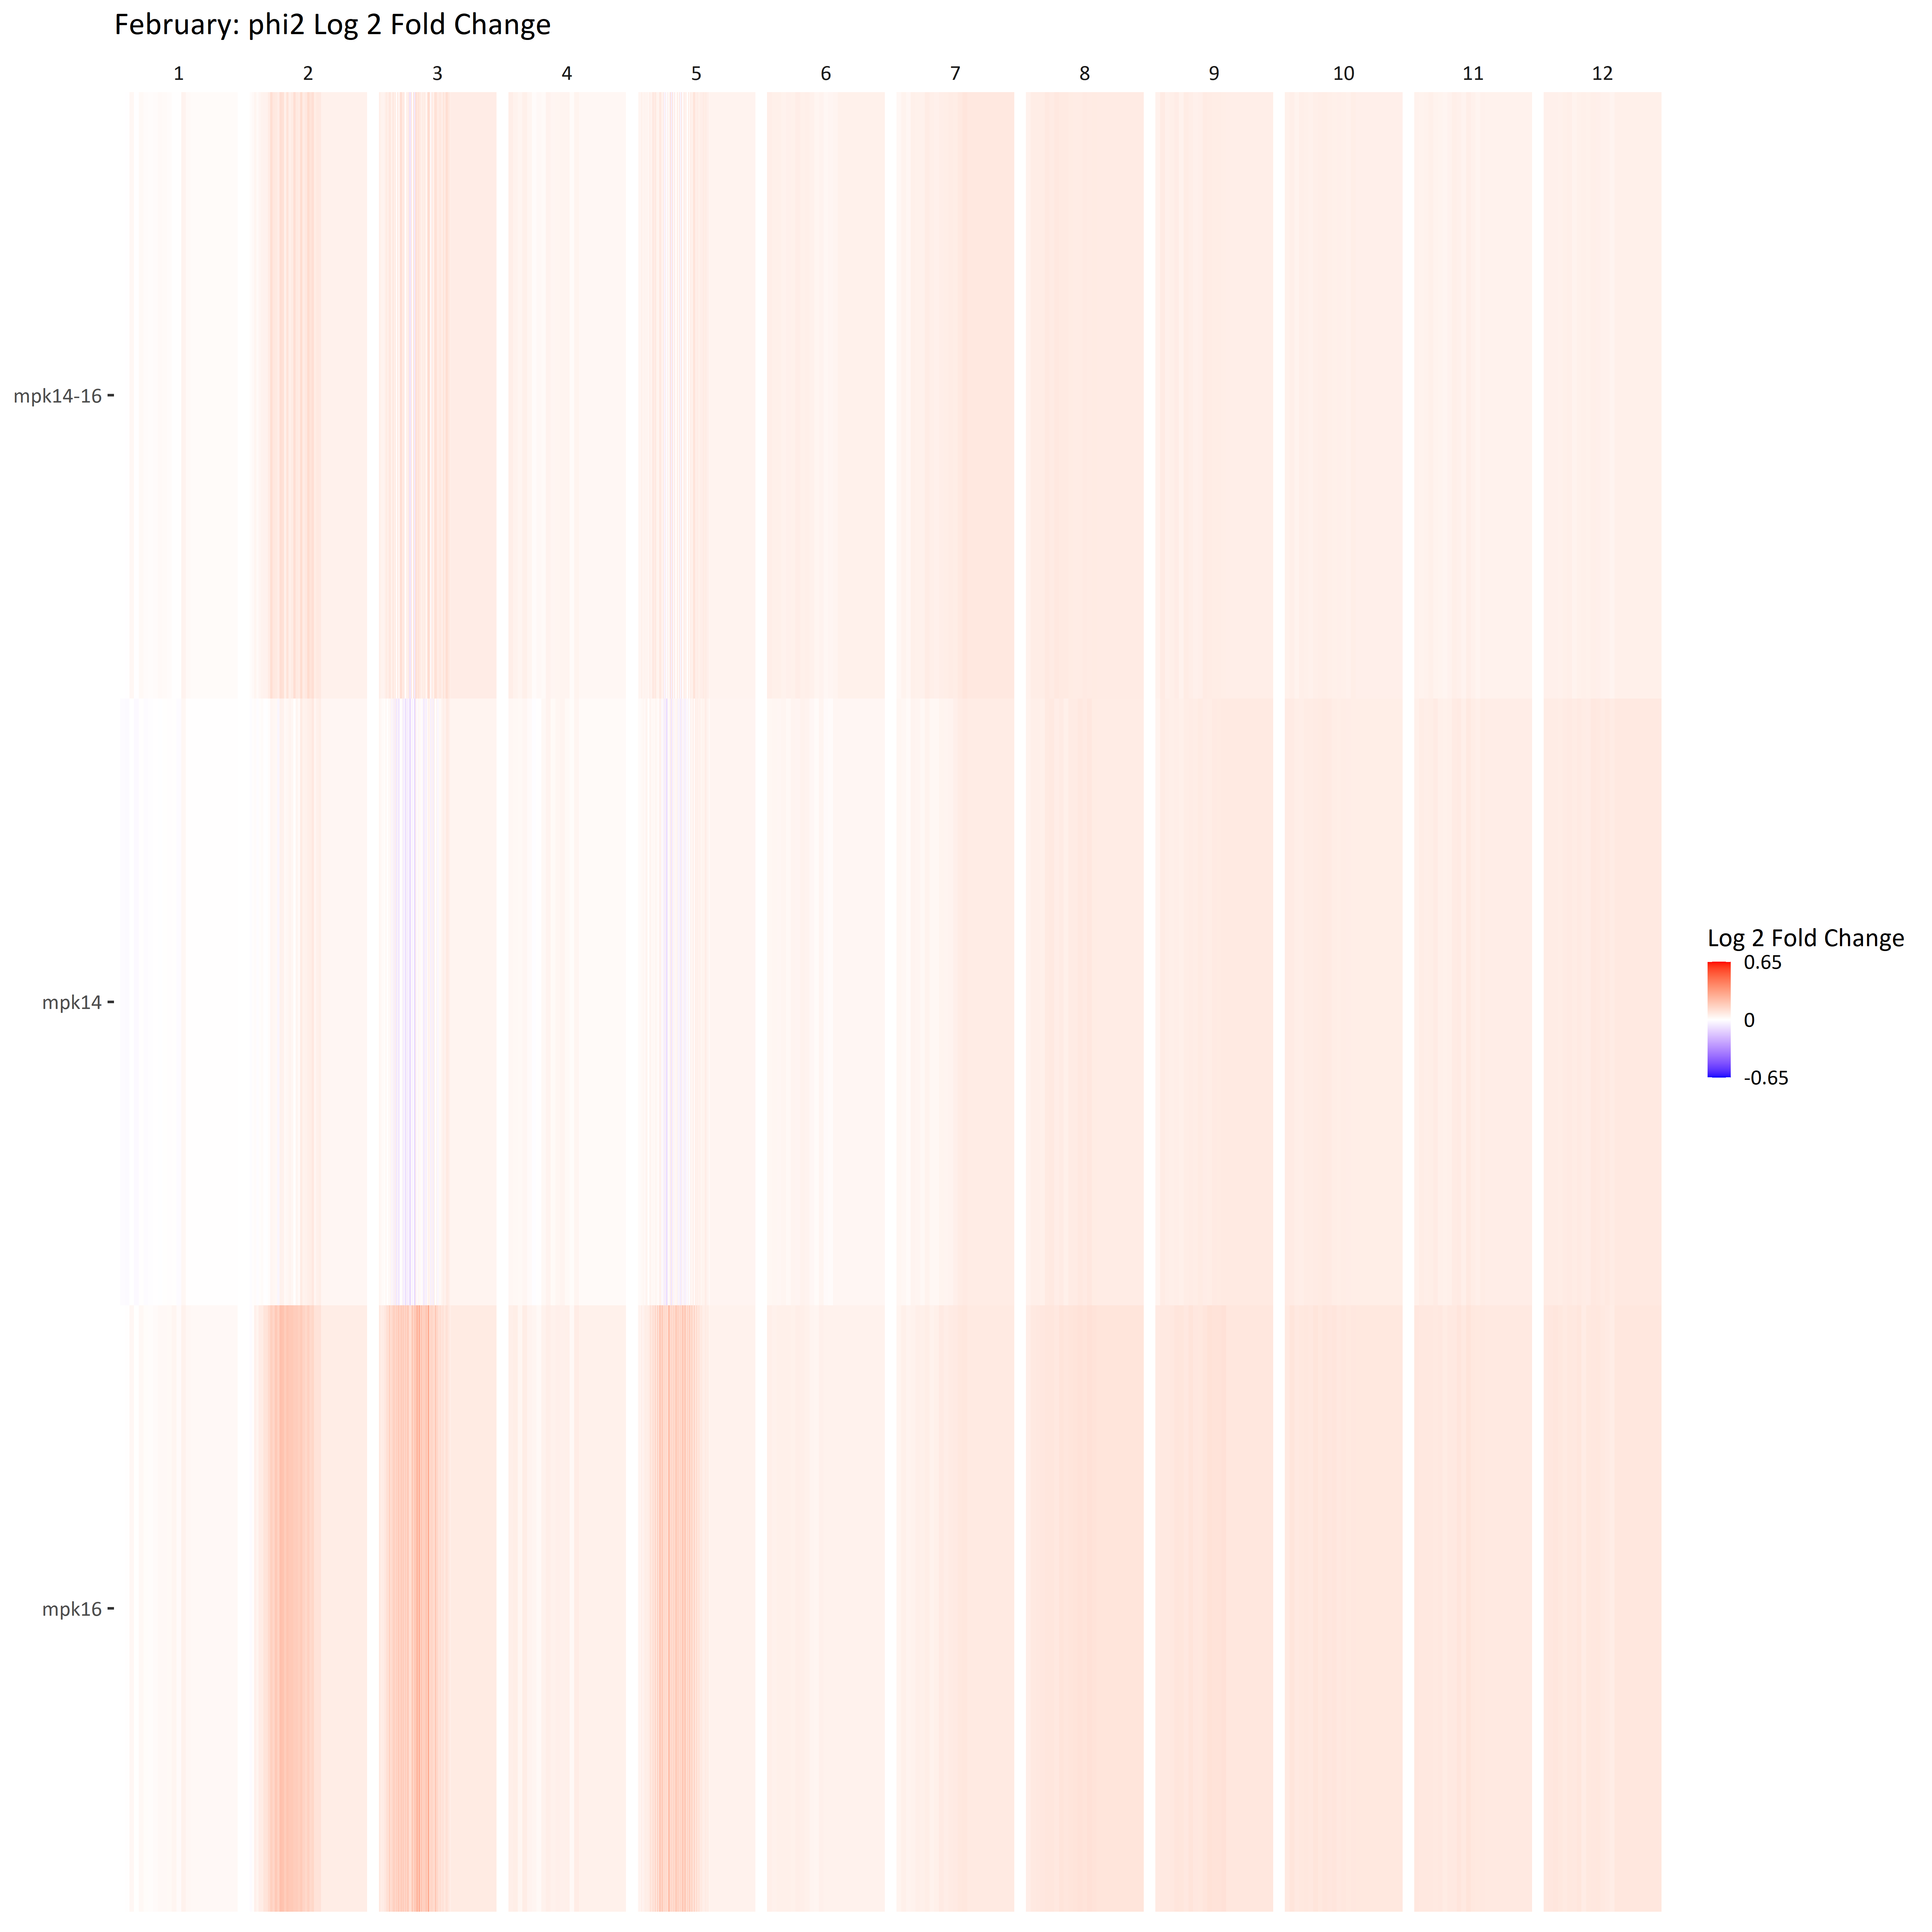 February: phi2 Log 2 Fold Change
1 2 3 4 5 6 7 8 9 10 11 12
mpk14-16
mpk14
mpk16
Log 2 Fold Change
0.65
0
-0.65